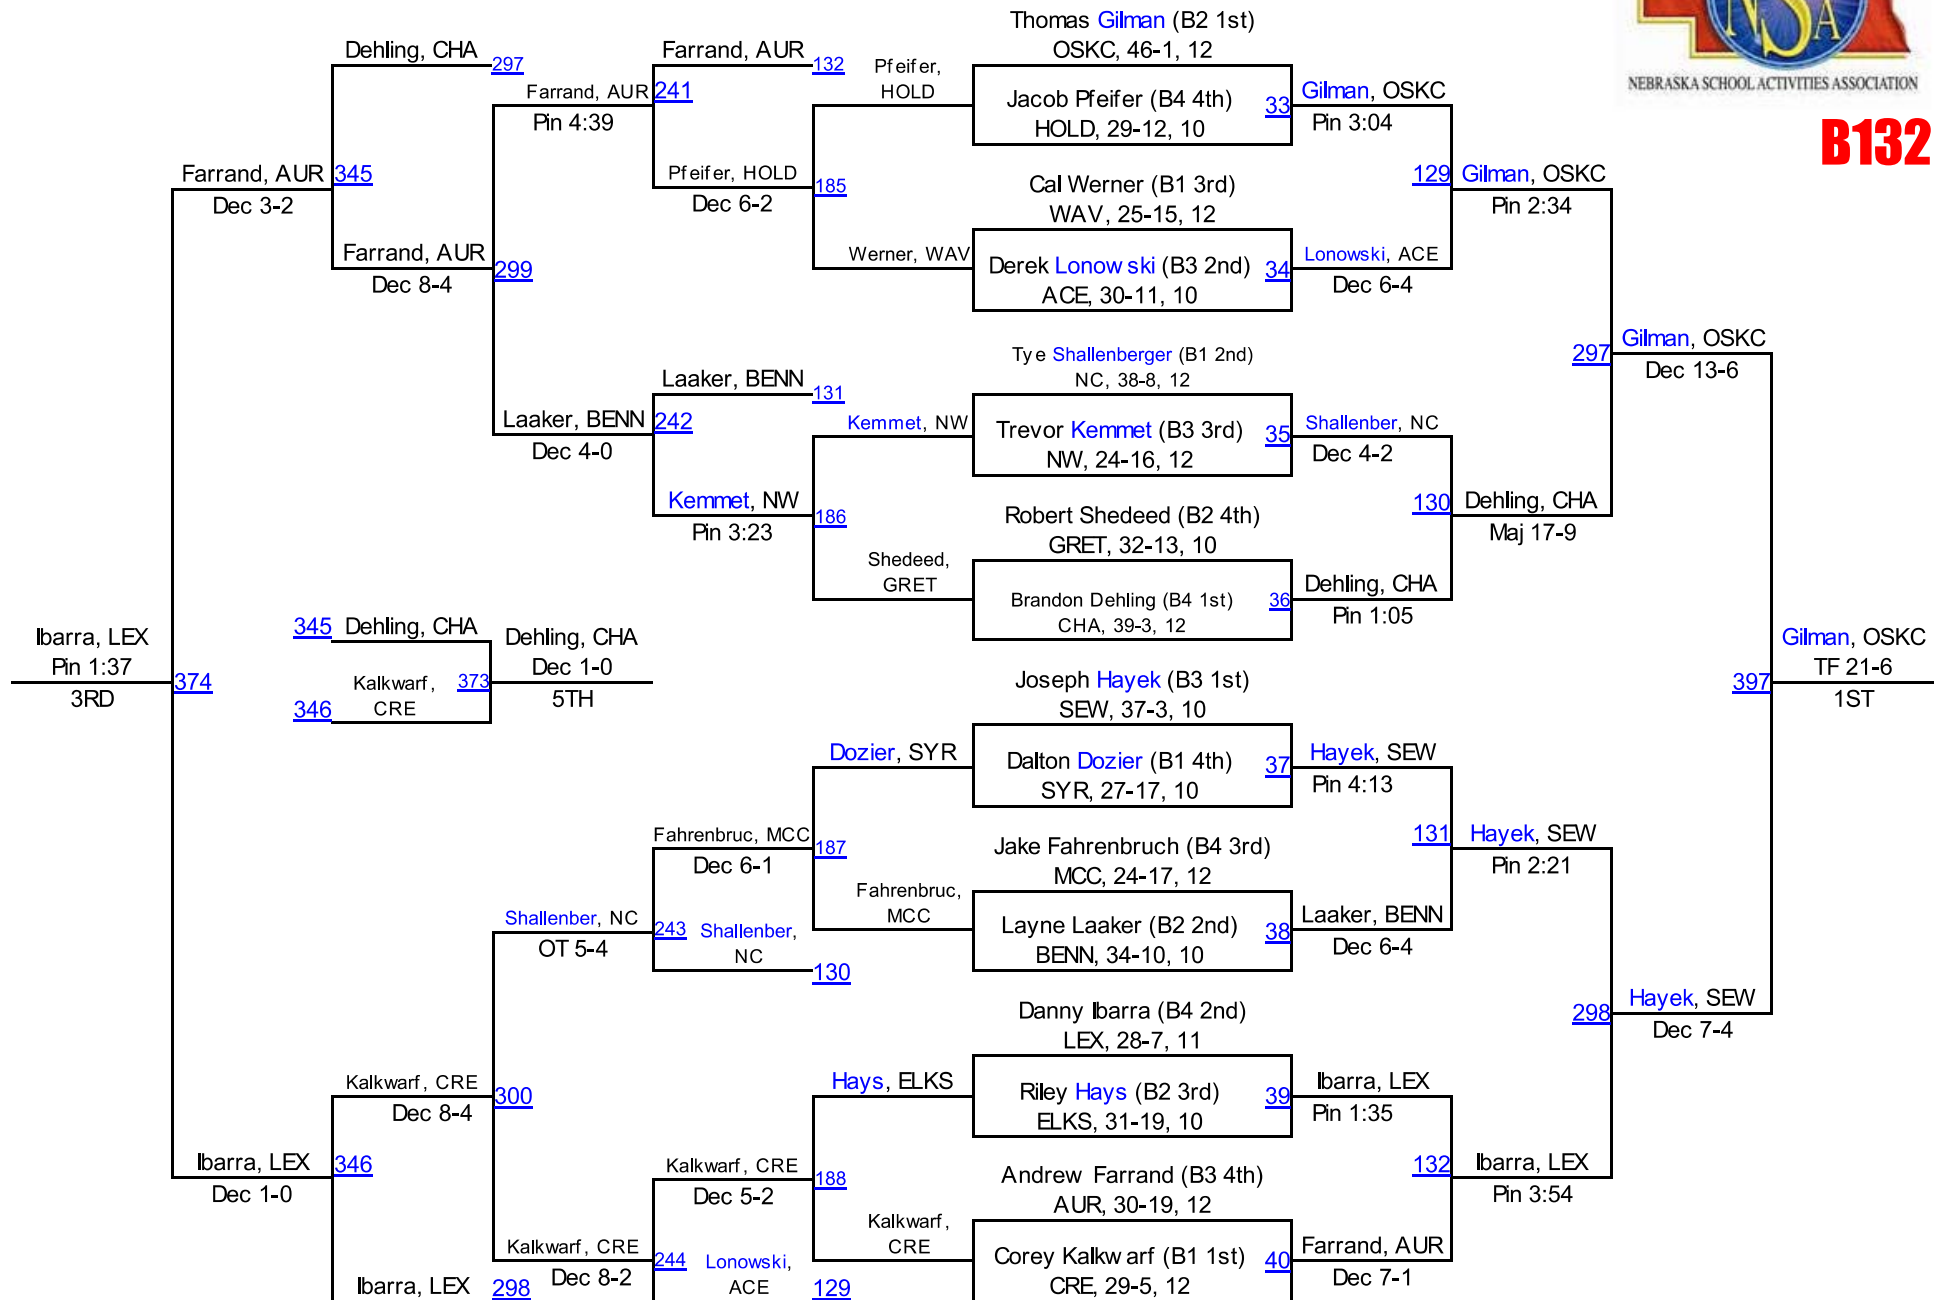 Thomas Gilman (B2 1st)
OSKC, 46-1, 12
NSA
NEBRASKA SCHOOL ACTIVITIES ASSOCIATION
B132
Dehling, CHA
297
Farrand, AUR
132
Pfeifer,
HOLD
Farrand, AUR
241
Pin 4:39
Jacob Pfeifer (B4 4th)
HOLD, 29-12, 10
33
Gilman, OSKC
Pin 3:04
Farrand, AUR
345
Dec 3-2
Pfeifer, HOLD
185
Dec 6-2
Cal Werner (B1 3rd)
WAV, 25-15, 12
129
Gilman, OSKC
Pin 2:34
Farrand, AUR
299
Dec 8-4
Werner, WAV
Derek Lonowski (B3 2nd)
ACE, 30-11, 10
34
Lonowski, ACE
Dec 6-4
297
Gilman, OSKC
Dec 13-6
Tye Shallenberger (B1 2nd)
NC, 38-8, 12
Laaker, BENN
131
Laaker, BENN
242
Dec 4-0
Kemmet, NW
Trevor Kemmet (B3 3rd)
NW, 24-16, 12
35
Shallenber, NC
Dec 4-2
Kemmet, NW
186
Pin 3:23
Robert Shedeed (B2 4th)
GRET, 32-13, 10
130
Dehling, CHA
Maj 17-9
Shedeed,
GRET
Brandon Dehling (B4 1st)
CHA, 39-3, 12
36
Dehling, CHA
Pin 1:05
Ibarra, LEX
Pin 1:37
374
3RD
345
Dehling, CHA
Kalkwarf,
CRE
346
373
Dehling, CHA
Dec 1-0
5TH
Joseph Hayek (B3 1st)
SEW, 37-3, 10
397
Gilman, OSKC
TF 21-6
1ST
Dozier, SYR
Dalton Dozier (B1 4th)
SYR, 27-17, 10
37
Hayek, SEW
Pin 4:13
Fahrenbruc, MCC
187
Dec 6-1
Jake Fahrenbruch (B4 3rd)
MCC, 24-17, 12
131
Hayek, SEW
Pin 2:21
Fahrenbruc,
MCC
Shallenber, NC
243
OT 5-4
Shallenber,
NC
130
Layne Laaker (B2 2nd)
BENN, 34-10, 10
38
Laaker, BENN
Dec 6-4
Danny Ibarra (B4 2nd)
LEX, 28-7, 11
298
Hayek, SEW
Dec 7-4
Kalkwarf, CRE
300
Dec 8-4
Hays, ELKS
Riley Hays (B2 3rd)
ELKS, 31-19, 10
39
Ibarra, LEX
Pin 1:35
Ibarra, LEX
346
Dec 1-0
Kalkwarf, CRE
188
Dec 5-2
Andrew Farrand (B3 4th)
AUR, 30-19, 12
132
Ibarra, LEX
Pin 3:54
Kalkwarf,
CRE
Kalkwarf, CRE
244
Dec 8-2
Lonowski,
ACE
129
Corey Kalkwarf (B1 1st)
CRE, 29-5, 12
40
Farrand, AUR
Dec 7-1
Ibarra, LEX
298